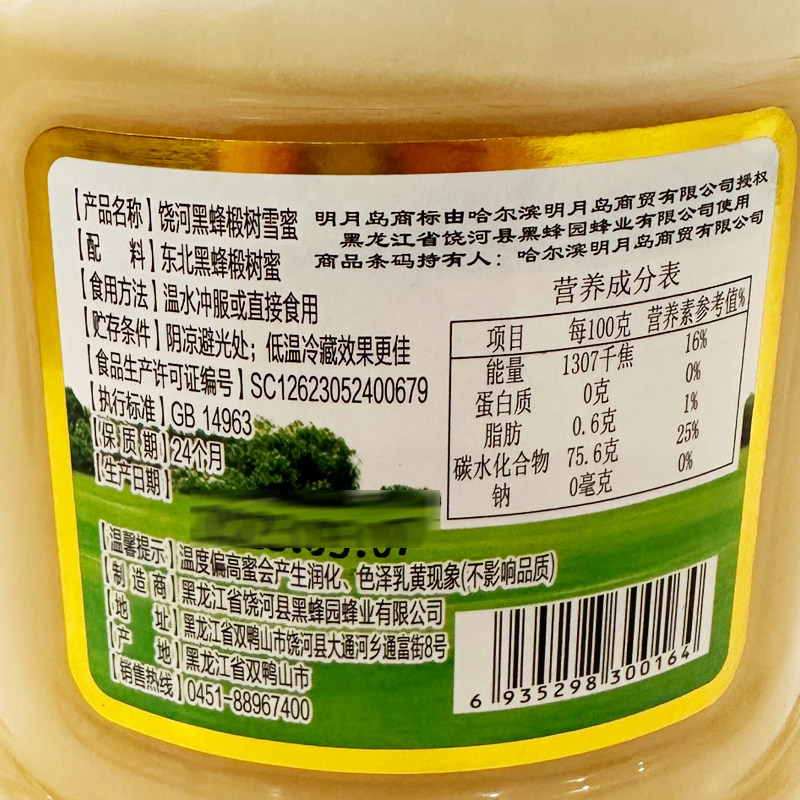 【产品名称】饶河黑蜂椴树雪蜜
【配 料】东北黑蜂椴树蜜
【食用方法】温水冲服或直接食用
【贮存条件】阴凉避光处；低温冷藏效果更佳
【食品生产许可证编号】SC12623052400679
【执行标准】GB 14963
【保 质 期】24个月
【生产日期】
明月岛商标由哈尔滨明月岛商贸有限公司授权
黑龙江省饶河县黑蜂园蜂业有限公司使用
商品条码持有人：哈尔滨明月岛商贸有限公司
营养成分表
项目 每100克 营养素参考值%
能量 1307千焦 16%
蛋白质 0克 0%
脂肪 0.6克 1%
碳水化合物 75.6克 25%
钠 0毫克 0%
【温馨提示】温度偏高蜜会产生润化、色泽乳黄现象(不影响品质)
【制 造 商】黑龙江省饶河县黑蜂园蜂业有限公司
【地 址】黑龙江省双鸭山市饶河县大通河乡通富街8号
【产 地】黑龙江省双鸭山市
【销售热线】0451-88967400
6 935298 300164